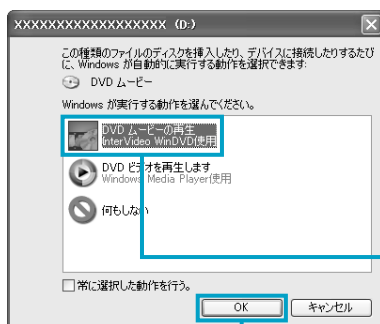 XXXXXXXXXXXXXXXXXX (D:)
この種類のファイルのディスクを挿入したり、デバイスに接続したりするたび
に、Windows が自動的に実行する動作を選択できます:
DVD ムービー
Windows が実行する動作を選んでください。
DVD ムービーの再生
InterVideo WinDVD使用
DVD ビデオを再生します
Windows Media Player使用
何もしない
常に選択した動作を行う。
OK
キャンセル